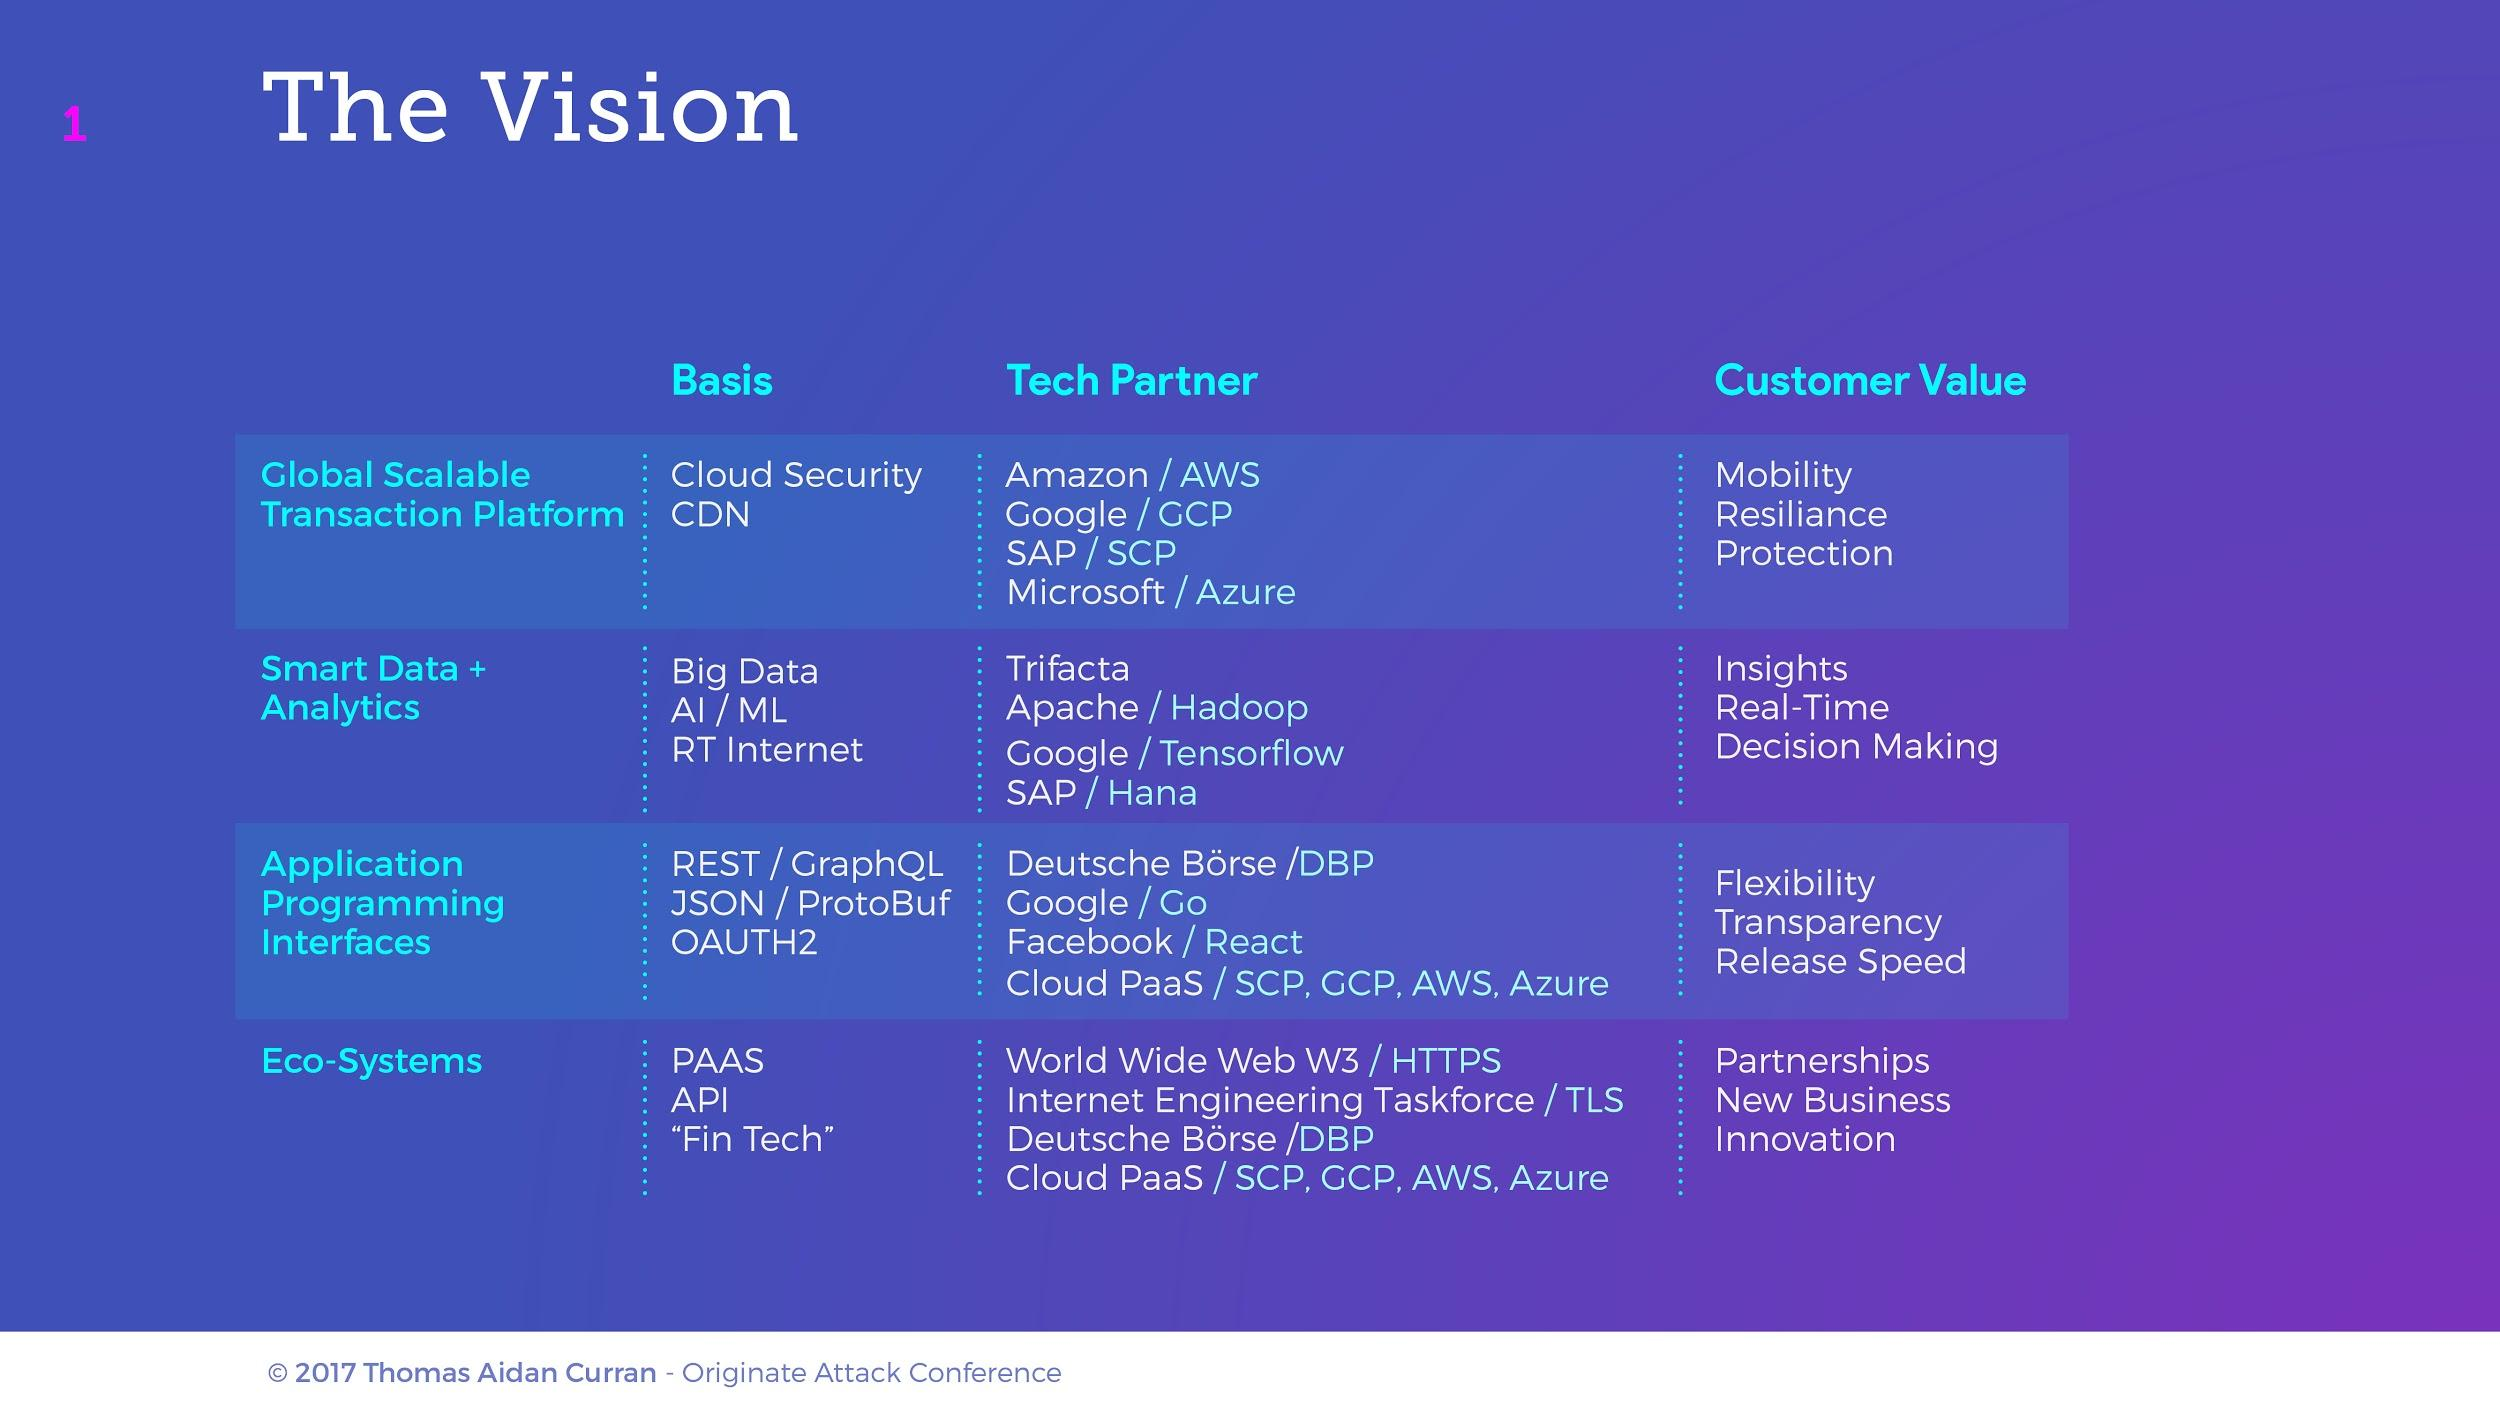 1
The Vision
Basis
Tech Partner
Customer Value
Global Scalable
Transaction Platform
Cloud Security
CDN
Amazon / AWS
Google / GCP
SAP / SCP
Microsoft / Azure
Mobility
Resiliance
Protection
Smart Data +
Analytics
Big Data
AI / ML
RT Internet
Trifacta
Apache / Hadoop
Google / Tensorflow
SAP / Hana
Insights
Real-Time
Decision Making
Application
Programming
Interfaces
REST / GraphQL
JSON / ProtoBuf
OAUTH2
Deutsche Börse /DBP
Google / Go
Facebook / React
Cloud PaaS / SCP, GCP, AWS, Azure
Flexibility
Transparency
Release Speed
Eco-Systems
PAAS
API
“Fin Tech”
World Wide Web W3 / HTTPS
Internet Engineering Taskforce / TLS
Deutsche Börse /DBP
Cloud PaaS / SCP, GCP, AWS, Azure
Partnerships
New Business
Innovation
© 2017 Thomas Aidan Curran - Originate Attack Conference